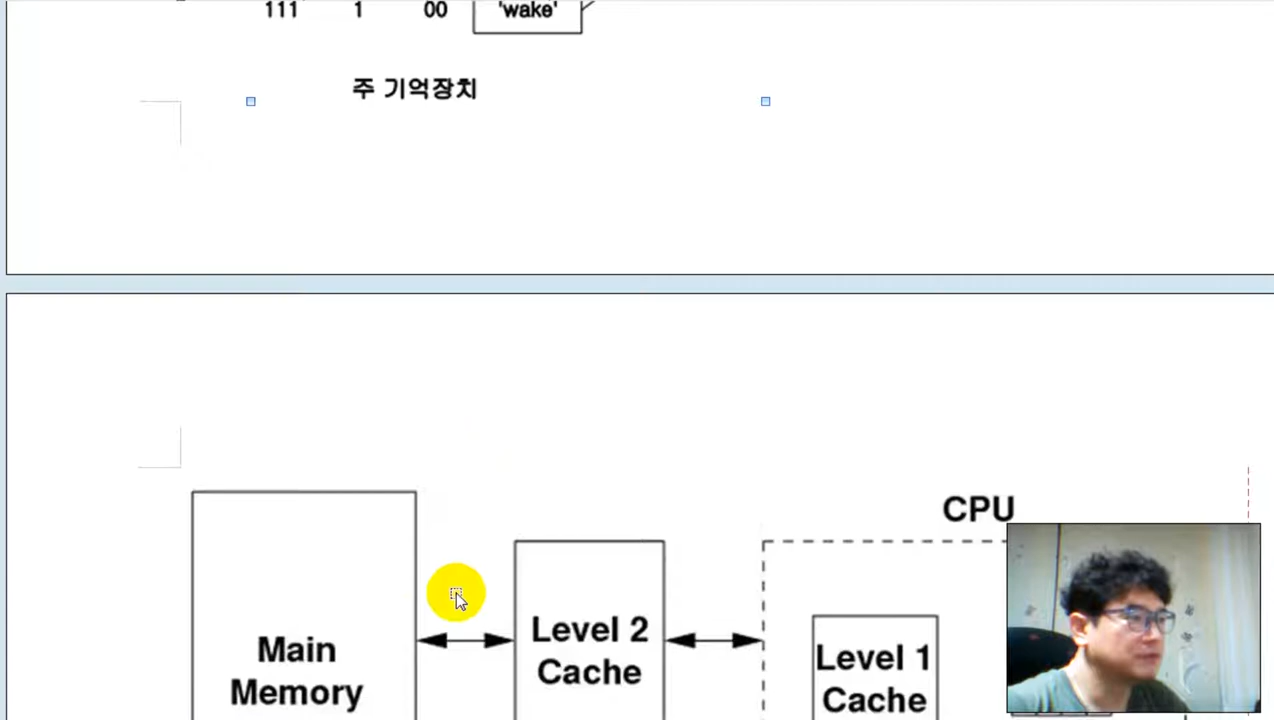 111 1 00 'wake'
주 기억장치
CPU
Main
Memory
Level 2
Cache
Level 1
Cache